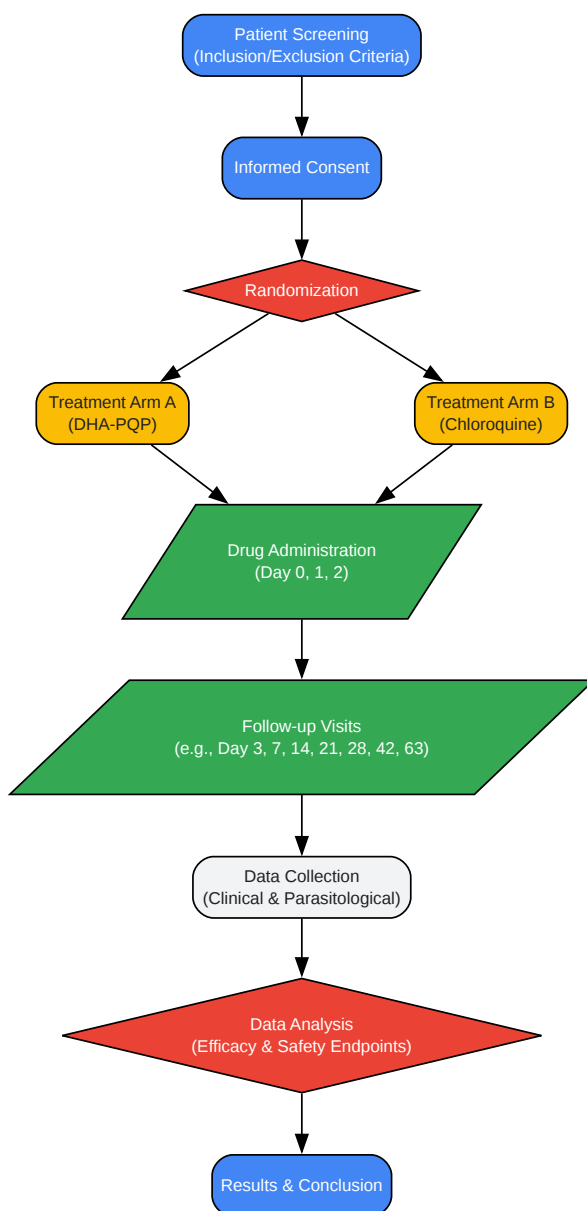 Patient Screening
(Inclusion/Exclusion Criteria)
Informed Consent
Randomization
Treatment Arm A
(DHA-PQP)
Treatment Arm B
(Chloroquine)
Drug Administration
(Day 0, 1, 2)
Follow-up Visits
(e.g., Day 3, 7, 14, 21, 28, 42, 63)
Data Collection
(Clinical & Parasitological)
Data Analysis
(Efficacy & Safety Endpoints)
Results & Conclusion